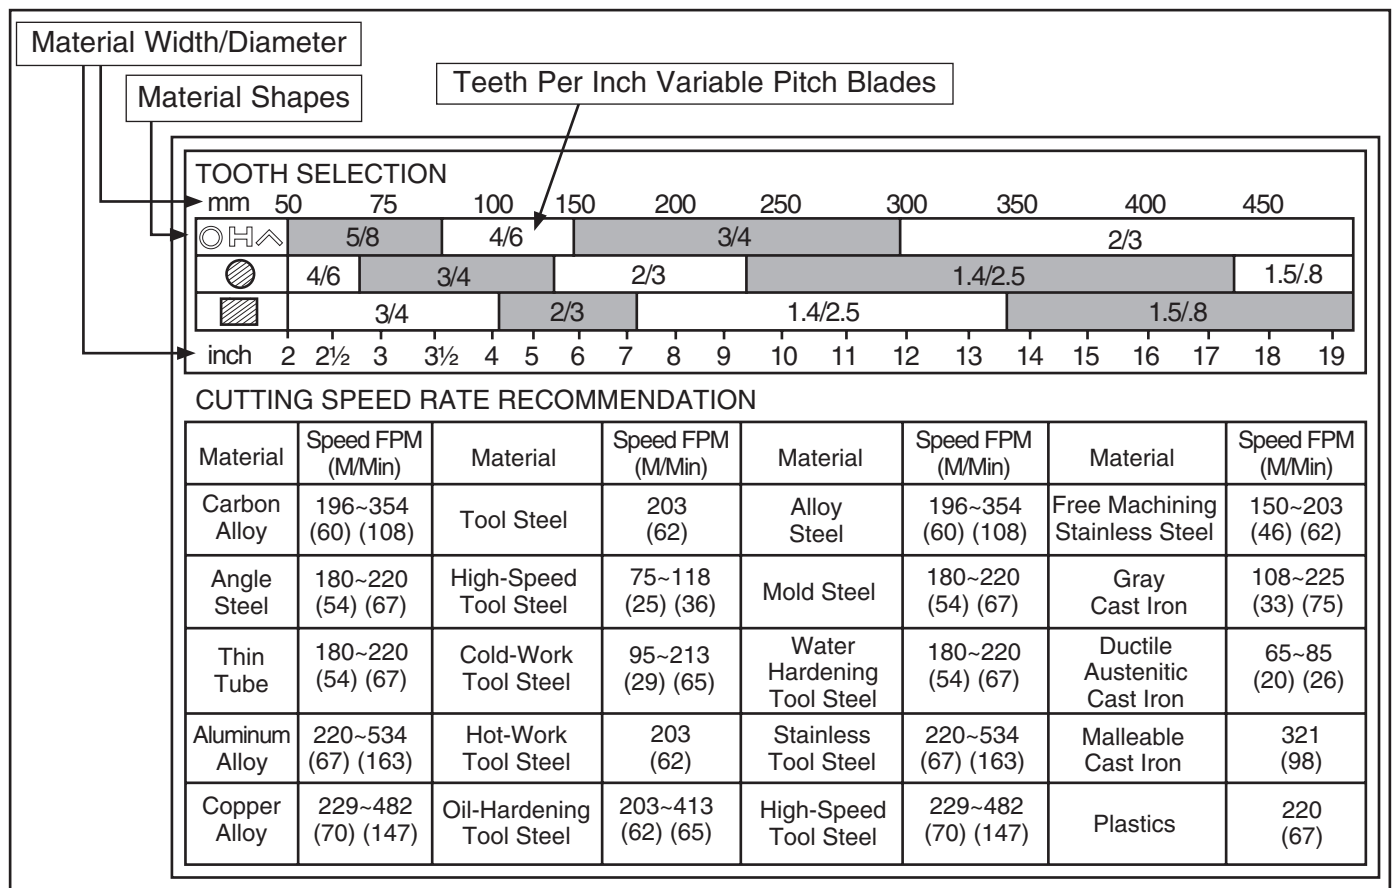 Material Width/Diameter
Material Shapes
Teeth Per Inch Variable Pitch Blades
TOOTH SELECTION
mm 50 75 100 150 200 250 300 350 400 450
5/8 4/6 3/4 2/3
4/6 3/4 2/3 1.4/2.5 1.5/.8
3/4 2/3 1.4/2.5 1.5/.8
inch 2 2½ 3 3½ 4 5 6 7 8 9 10 11 12 13 14 15 16 17 18 19
CUTTING SPEED RATE RECOMMENDATION
Material Speed FPM Material Speed FPM Material Speed FPM Material Speed FPM
(M/Min) (M/Min) (M/Min) (M/Min)
Carbon 196~354 Tool Steel 203 Alloy 196~354 Free Machining 150~203
Alloy (60) (108) (62) Steel (60) (108) Stainless Steel (46) (62)
Angle 180~220 High-Speed 75~118 Mold Steel 180~220 Gray 108~225
Steel (54) (67) Tool Steel (25) (36) (54) (67) Cast Iron (33) (75)
Thin 180~220 Cold-Work 95~213 Water 180~220 Ductile 65~85
Tube (54) (67) Tool Steel (29) (65) Hardening (54) (67) Austenitic (20) (26)
Tool Steel Cast Iron
Aluminum 220~534 Hot-Work 203 Stainless 220~534 Malleable 321
Alloy (67) (163) Tool Steel (62) Tool Steel (67) (163) Cast Iron (98)
Copper 229~482 Oil-Hardening 203~413 High-Speed 229~482 Plastics 220
Alloy (70) (147) Tool Steel (62) (65) Tool Steel (70) (147) (67)